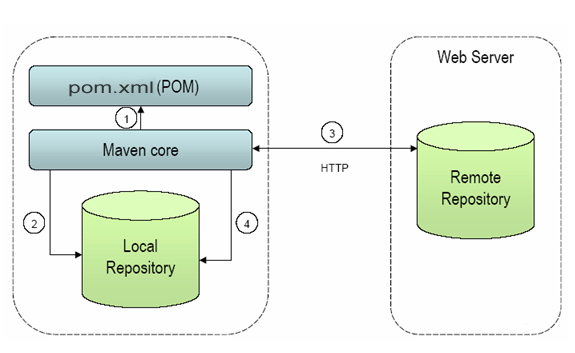 Web Server
pom.xml (POM)
1
Maven core
3
HTTP
Remote
Repository
2
Local
Repository
4